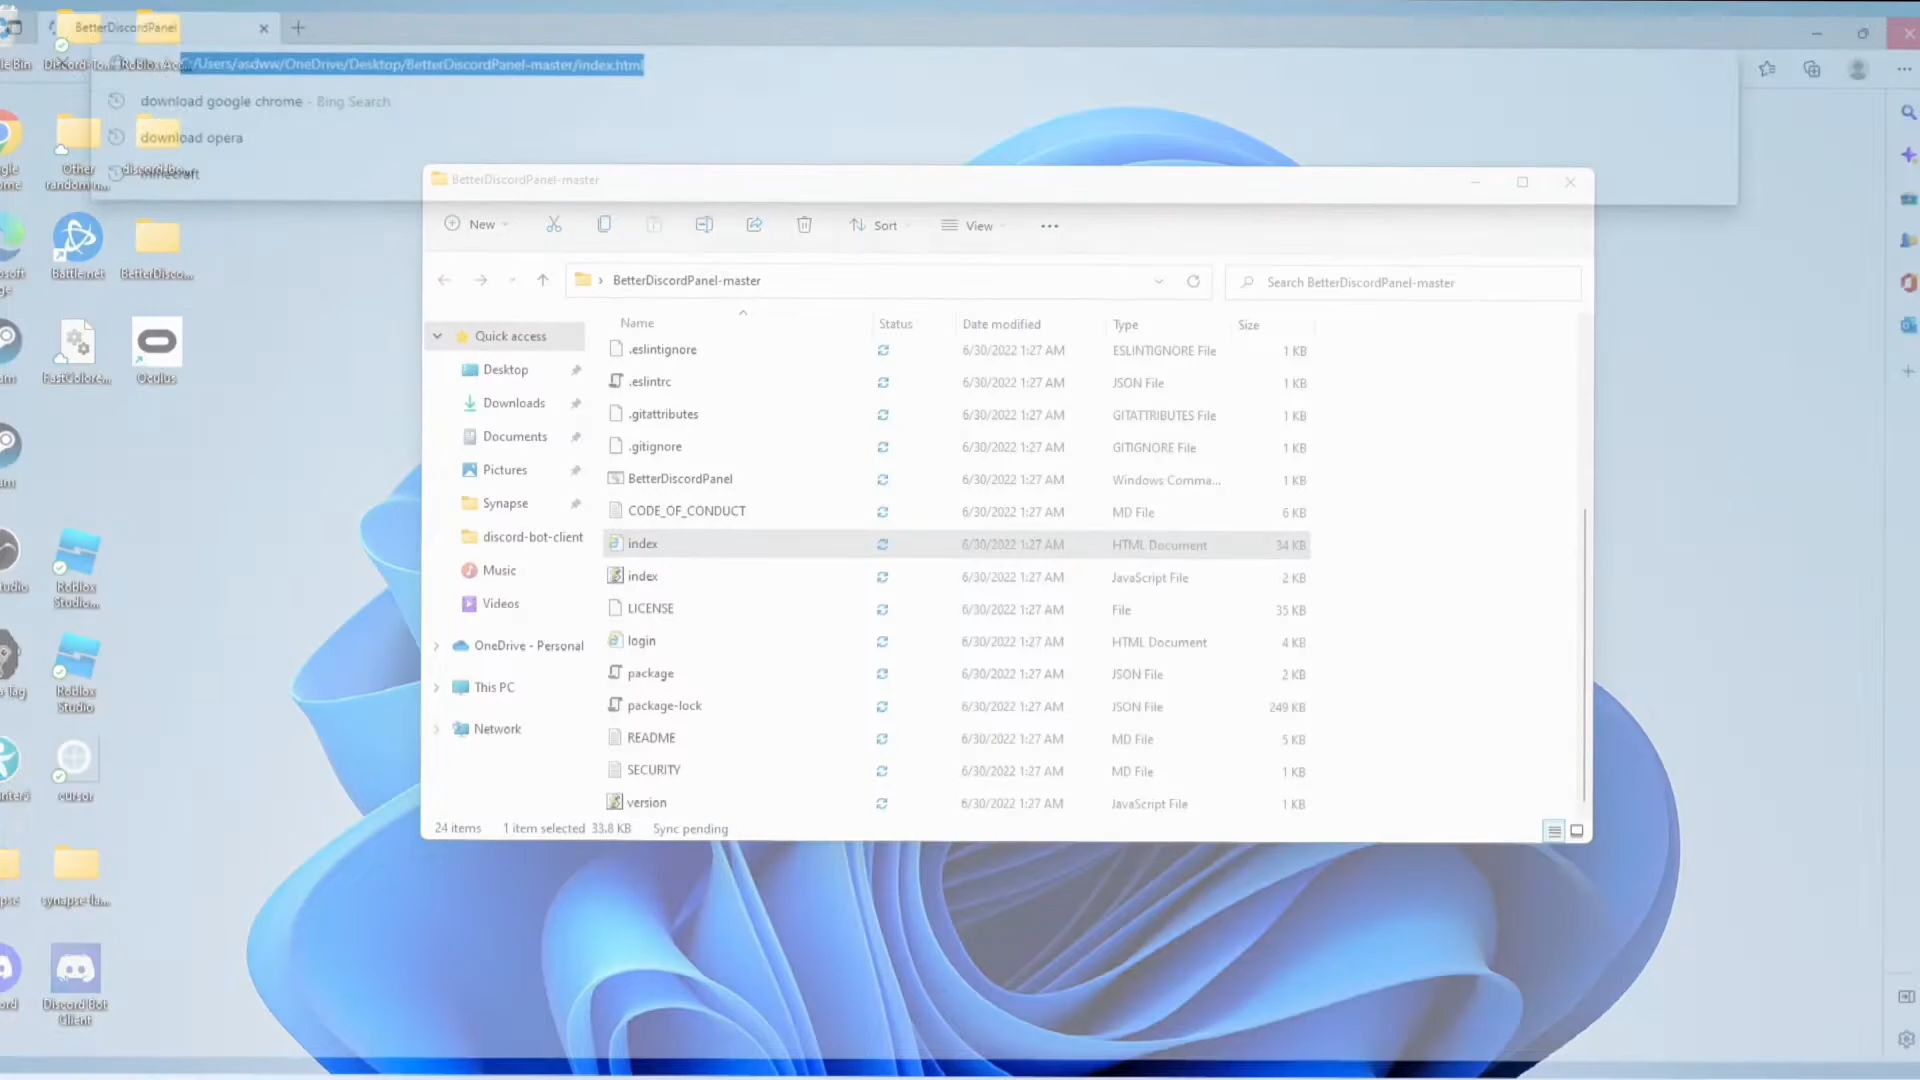 BetterDiscordPanel
C:/Users/asdww/OneDrive/Desktop/BetterDiscordPanel-master/index.html
download google chrome - Bing Search
download opera
minecraft
Other
Battle.net
BetterDisco...
FastColore...
Oculus
Roblox
Studio...
Roblox
Studio
cursor
Discord Bot
Client
BetterDiscordPanel-master
New
Sort
View
BetterDiscordPanel-master
Search BetterDiscordPanel-master
Name Status Date modified Type Size
Quick access
Desktop
Downloads
Documents
Pictures
Synapse
discord-bot-client
Music
Videos
OneDrive - Personal
This PC
Network
.eslintignore 6/30/2022 1:27 AM ESLINTIGNORE File 1 KB
.eslintrc 6/30/2022 1:27 AM JSON File 1 KB
.gitattributes 6/30/2022 1:27 AM GITATTRIBUTES File 1 KB
.gitignore 6/30/2022 1:27 AM GITIGNORE File 1 KB
BetterDiscordPanel 6/30/2022 1:27 AM Windows Comma... 1 KB
CODE_OF_CONDUCT 6/30/2022 1:27 AM MD File 6 KB
index 6/30/2022 1:27 AM HTML Document 34 KB
index 6/30/2022 1:27 AM JavaScript File 2 KB
LICENSE 6/30/2022 1:27 AM File 35 KB
login 6/30/2022 1:27 AM HTML Document 4 KB
package 6/30/2022 1:27 AM JSON File 2 KB
package-lock 6/30/2022 1:27 AM JSON File 249 KB
README 6/30/2022 1:27 AM MD File 5 KB
SECURITY 6/30/2022 1:27 AM MD File 1 KB
version 6/30/2022 1:27 AM JavaScript File 1 KB
24 items 1 item selected 33.8 KB Sync pending